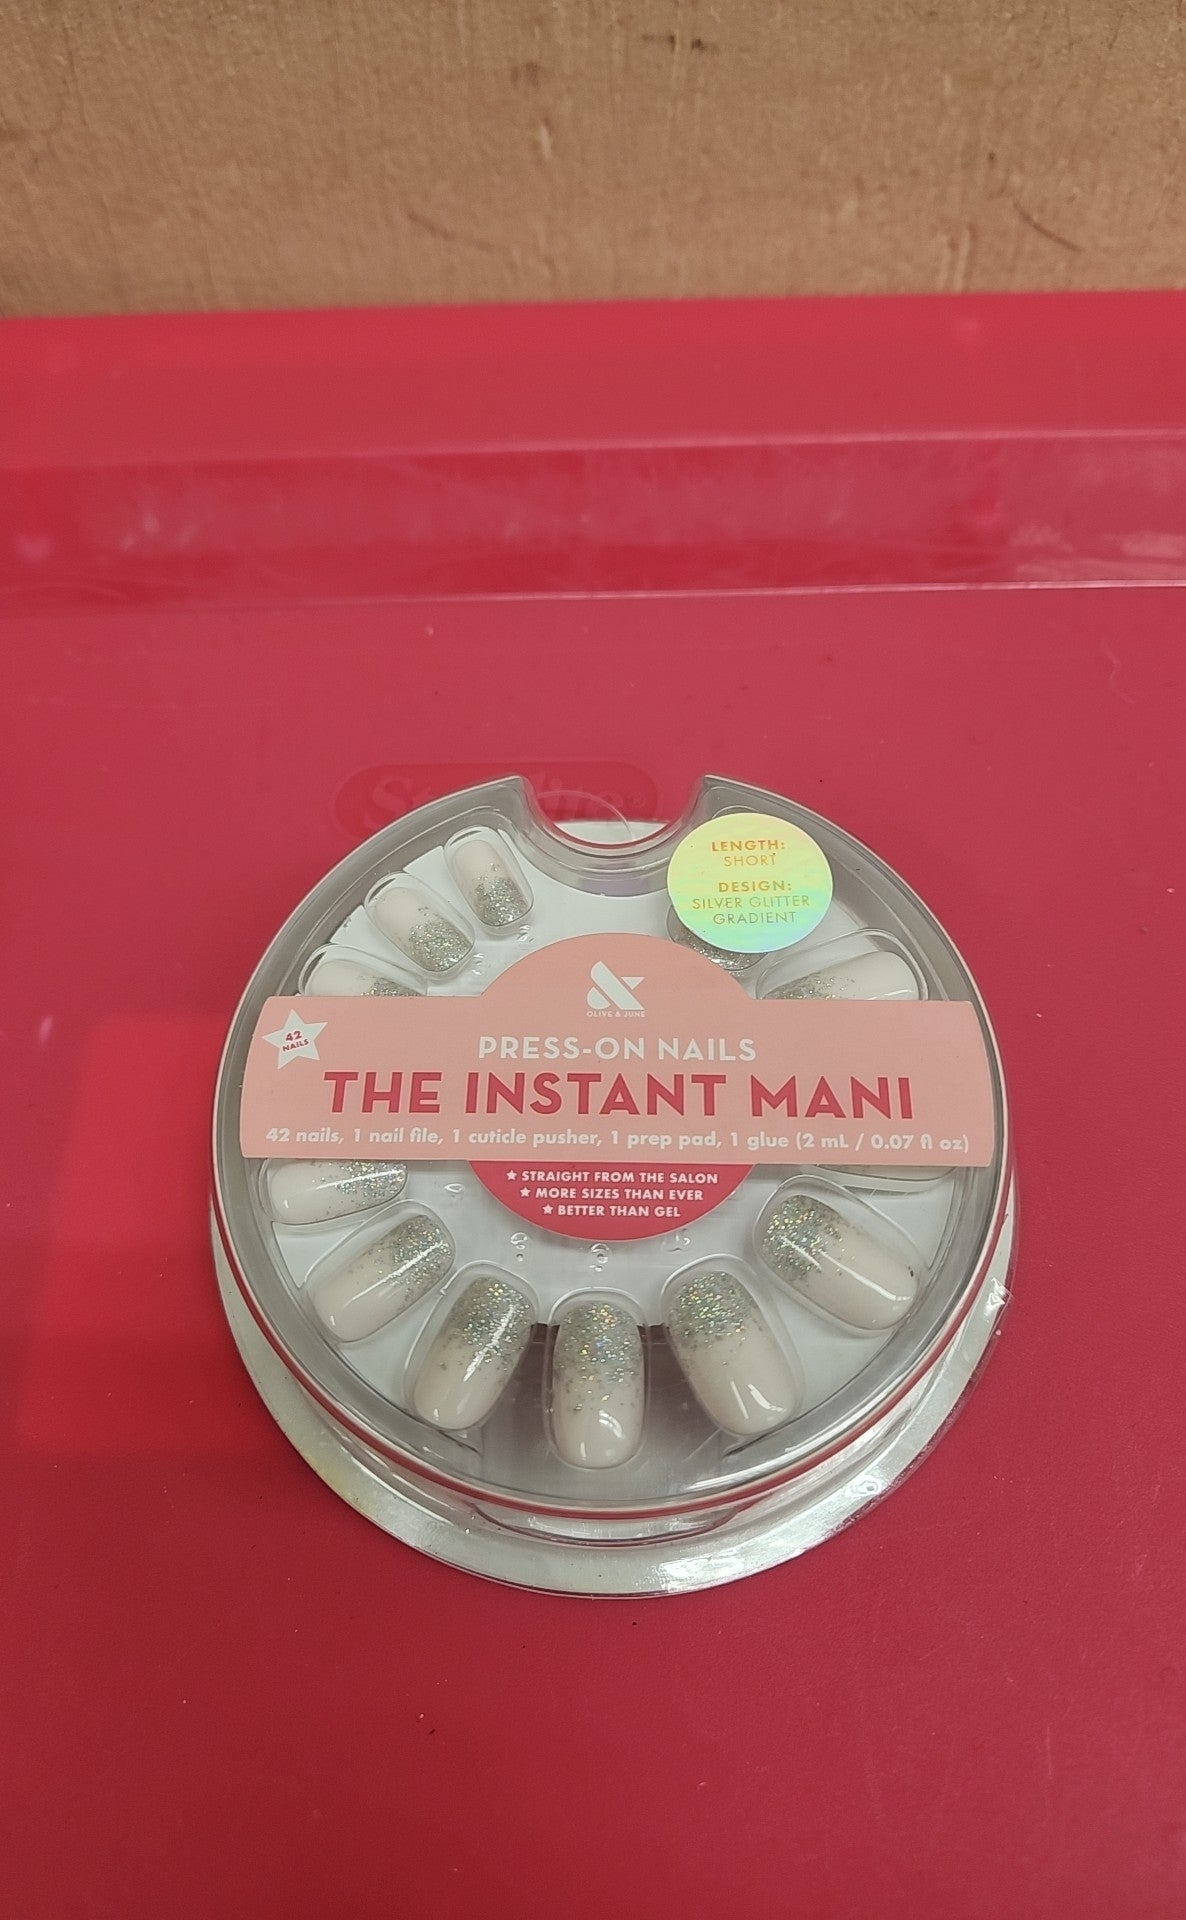 LENGTH:
SHORT
DESIGN:
SILVER GLITTER
GRADIENT
OLIVE & JUNE
42
NAILS
PRESS-ON NAILS
THE INSTANT MANI
42 nails, 1 nail file, 1 cuticle pusher, 1 prep pad, 1 glue (2 mL / 0.07 fl oz)
★ STRAIGHT FROM THE SALON
★ MORE SIZES THAN EVER
★ BETTER THAN GEL